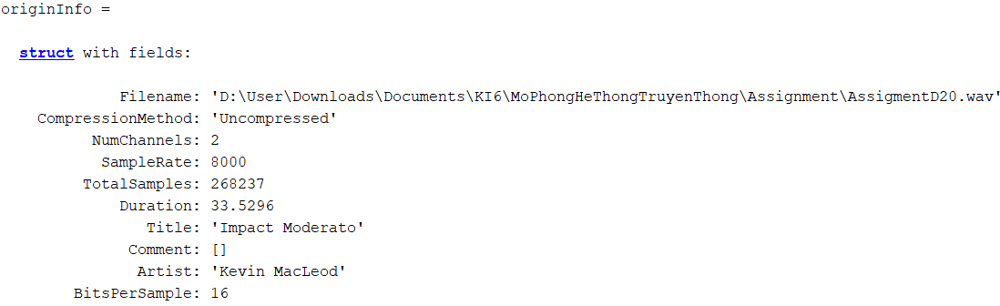 originInfo =
struct with fields:
Filename: 'D:\User\Downloads\Documents\KI6\MoPhongHeThongTruyenThong\Assignment\AssigmentD20.wav'
CompressionMethod: 'Uncompressed'
NumChannels: 2
SampleRate: 8000
TotalSamples: 268237
Duration: 33.5296
Title: 'Impact Moderato'
Comment: []
Artist: 'Kevin MacLeod'
BitsPerSample: 16